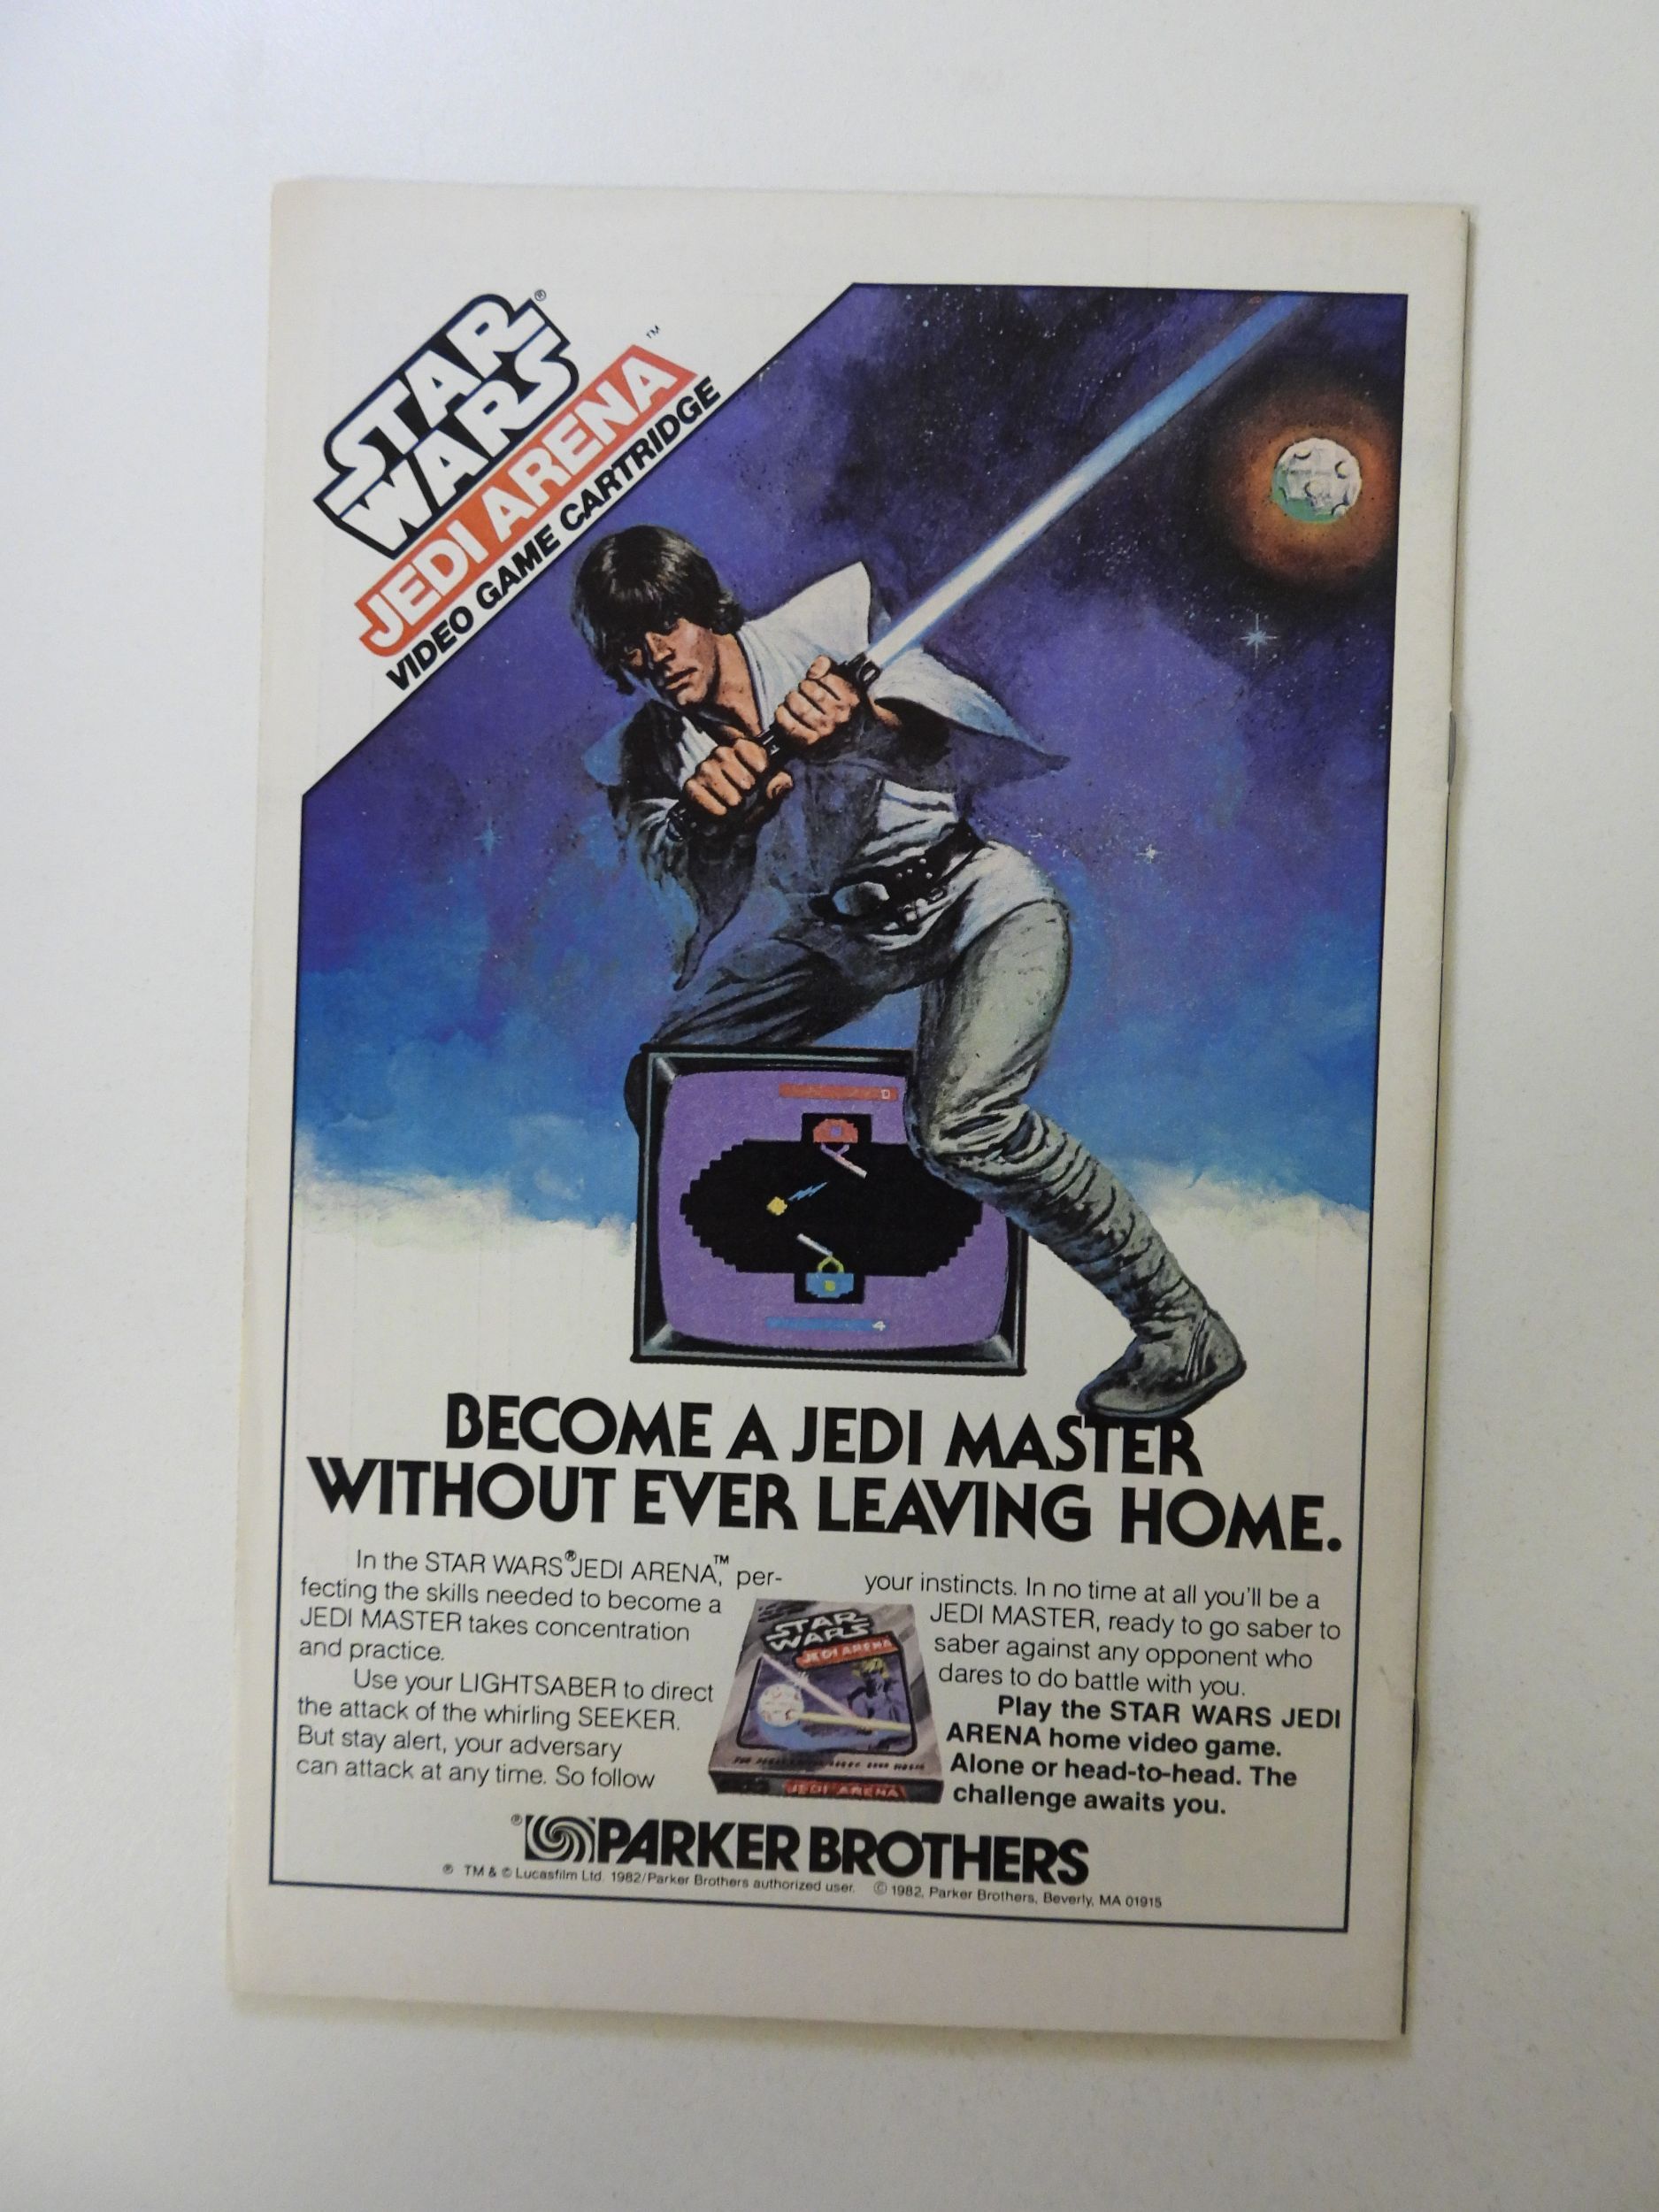 STAR®
WARS
JEDI ARENA™
VIDEO GAME CARTRIDGE
0
4
BECOME A JEDI MASTER
WITHOUT EVER LEAVING HOME.
In the STAR WARS® JEDI ARENA,™ per-
fecting the skills needed to become a
JEDI MASTER takes concentration
and practice.
Use your LIGHTSABER to direct
the attack of the whirling SEEKER.
But stay alert, your adversary
can attack at any time. So follow
your instincts. In no time at all you'll be a
JEDI MASTER, ready to go saber to
saber against any opponent who
dares to do battle with you.
Play the STAR WARS JEDI
ARENA home video game.
Alone or head-to-head. The
challenge awaits you.
STAR
WARS
JEDI ARENA
JEDI ARENA
® PARKER BROTHERS
® TM & © Lucasfilm Ltd. 1982/Parker Brothers authorized user. © 1982, Parker Brothers, Beverly, MA 01915